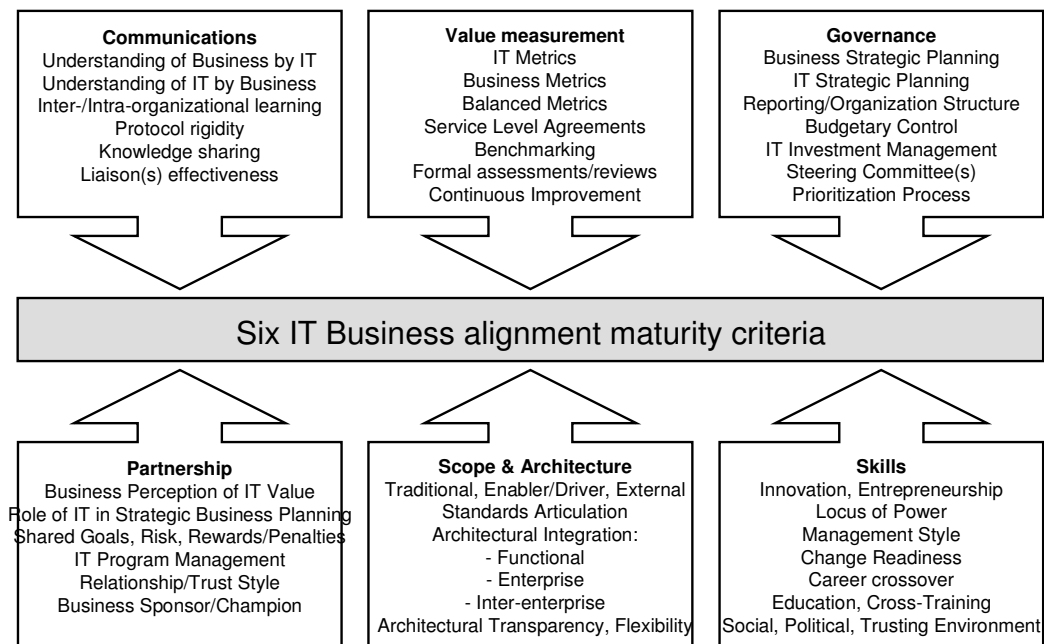 Communications
Understanding of Business by IT
Understanding of IT by Business
Inter-/Intra-organizational learning
Protocol rigidity
Knowledge sharing
Liaison(s) effectiveness
Value measurement
IT Metrics
Business Metrics
Balanced Metrics
Service Level Agreements
Benchmarking
Formal assessments/reviews
Continuous Improvement
Governance
Business Strategic Planning
IT Strategic Planning
Reporting/Organization Structure
Budgetary Control
IT Investment Management
Steering Committee(s)
Prioritization Process
Six IT Business alignment maturity criteria
Partnership
Business Perception of IT Value
Role of IT in Strategic Business Planning
Shared Goals, Risk, Rewards/Penalties
IT Program Management
Relationship/Trust Style
Business Sponsor/Champion
Scope & Architecture
Traditional, Enabler/Driver, External
Standards Articulation
Architectural Integration:
- Functional
- Enterprise
- Inter-enterprise
Architectural Transparency, Flexibility
Skills
Innovation, Entrepreneurship
Locus of Power
Management Style
Change Readiness
Career crossover
Education, Cross-Training
Social, Political, Trusting Environment